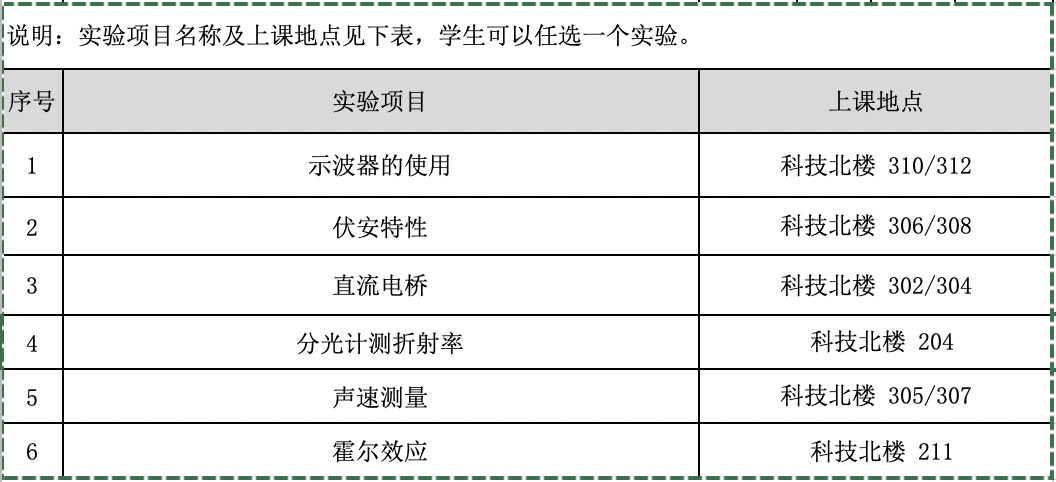 说明：实验项目名称及上课地点见下表，学生可以任选一个实验。
序号 实验项目 上课地点
1 示波器的使用 科技北楼 310/312
2 伏安特性 科技北楼 306/308
3 直流电桥 科技北楼 302/304
4 分光计测折射率 科技北楼 204
5 声速测量 科技北楼 305/307
6 霍尔效应 科技北楼 211